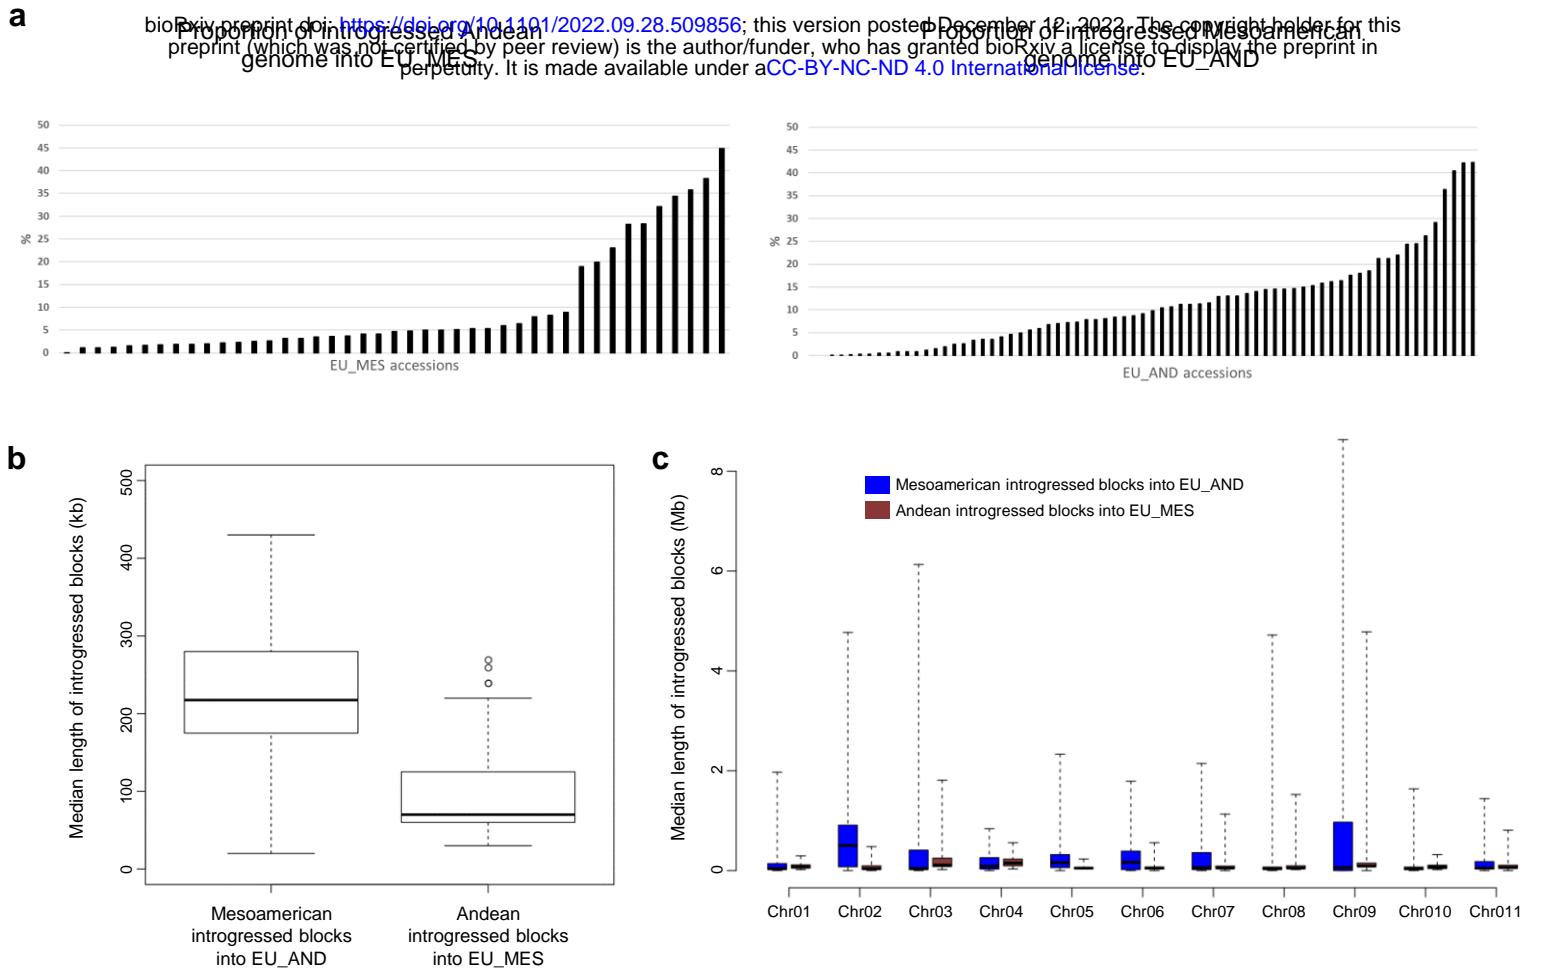 a
bioRxiv preprint doi: https://doi.org/10.1101/2022.09.28.509856; this version posted December 12, 2022. The copyright holder for this
preprint (which was not certified by peer review) is the author/funder, who has granted bioRxiv a license to display the preprint in
perpetuity. It is made available under aCC-BY-NC-ND 4.0 International license.
Proportion of introgressed Andean
genome into EU_MES
Proportion of introgressed Mesoamerican
genome into EU_AND
50
45
40
35
30
25
20
15
10
5
0
%
EU_MES accessions
50
45
40
35
30
25
20
15
10
5
0
%
EU_AND accessions
b
Median length of introgressed blocks (kb)
500
400
300
200
100
0
Mesoamerican
introgressed blocks
into EU_AND
Andean
introgressed blocks
into EU_MES
c
Median length of introgressed blocks (Mb)
8
6
4
2
0
Mesoamerican introgressed blocks into EU_AND
Andean introgressed blocks into EU_MES
Chr01 Chr02 Chr03 Chr04 Chr05 Chr06 Chr07 Chr08 Chr09 Chr010 Chr011